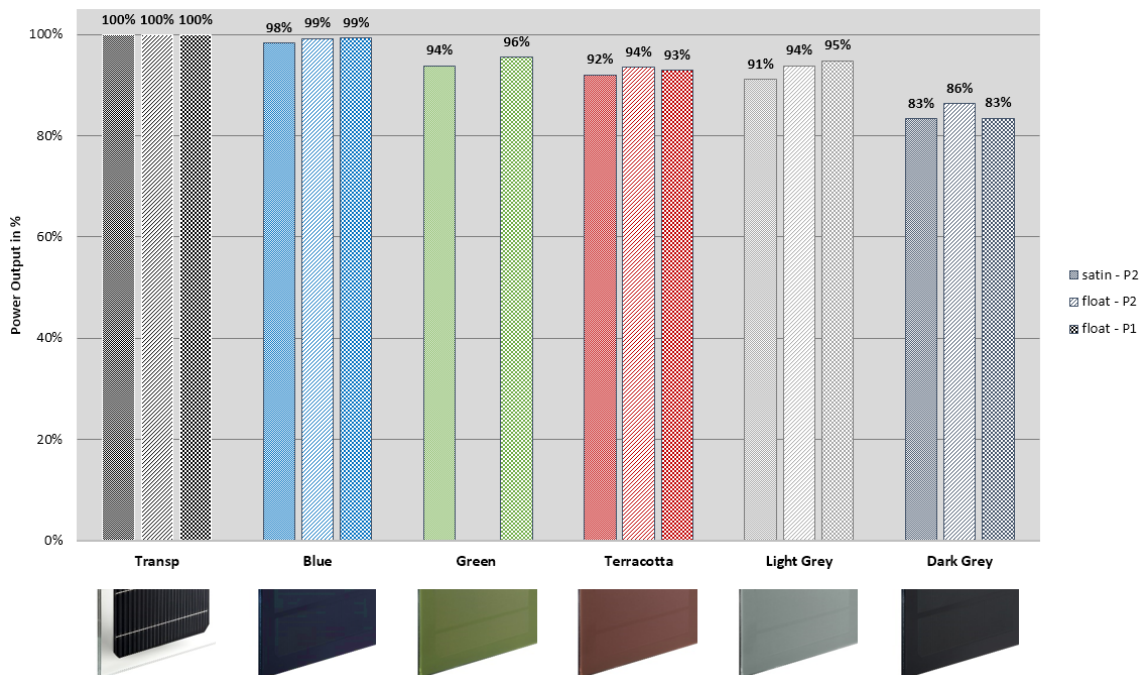 100% 100% 100%
98% 99% 99%
94% 96%
92% 94% 93%
91% 94% 95%
83% 86% 83%
100%
80%
60%
40%
20%
0%
Power Output in %
Transp Blue Green Terracotta Light Grey Dark Grey
satin - P2
float - P2
float - P1